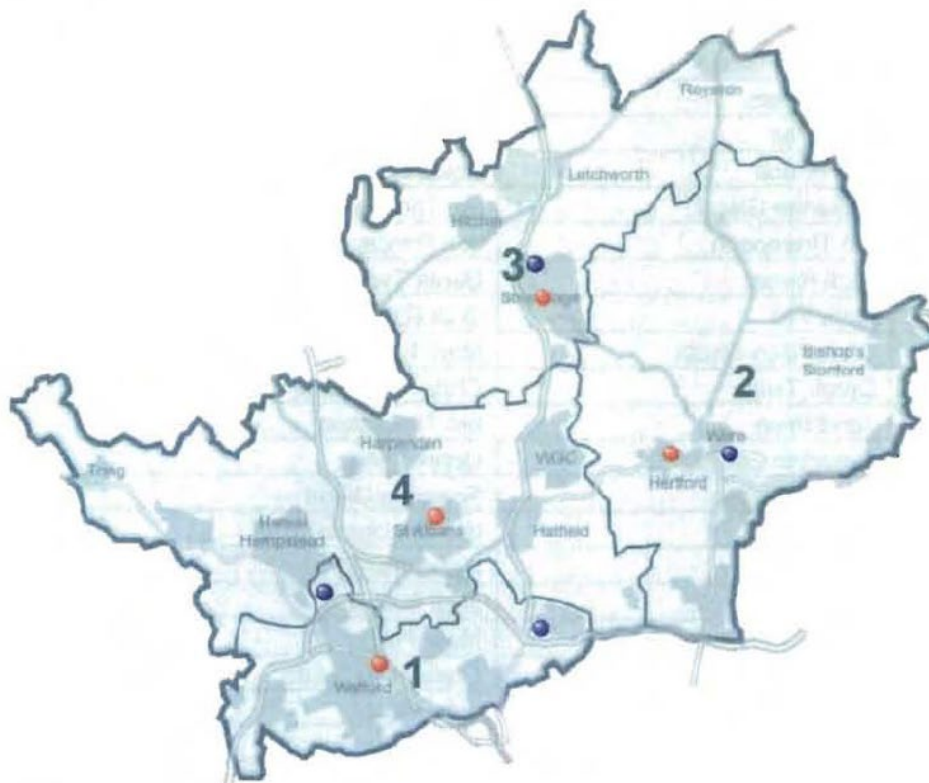 Royston
Letchworth
Hitchin
3
Stevenage
Bishop's
Stortford
2
Harpenden
Ware
WGC
Tring
Hertford
4
Hemel
Hempstead
St Albans
Hatfield
1
Watford